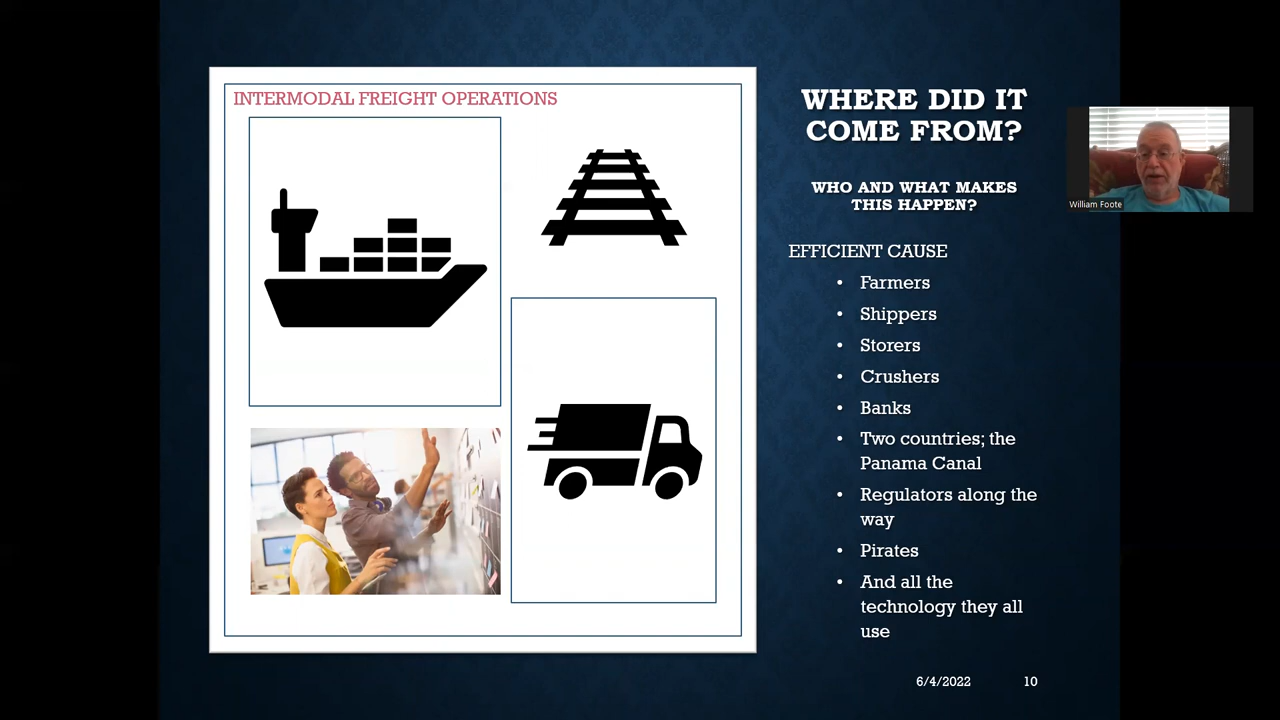 INTERMODAL FREIGHT OPERATIONS
WHERE DID IT
COME FROM?
WHO AND WHAT MAKES
THIS HAPPEN?
EFFICIENT CAUSE
• Farmers
• Shippers
• Storers
• Crushers
• Banks
• Two countries; the
Panama Canal
• Regulators along the
way
• Pirates
• And all the
technology they all
use
6/4/2022 10
William Foote